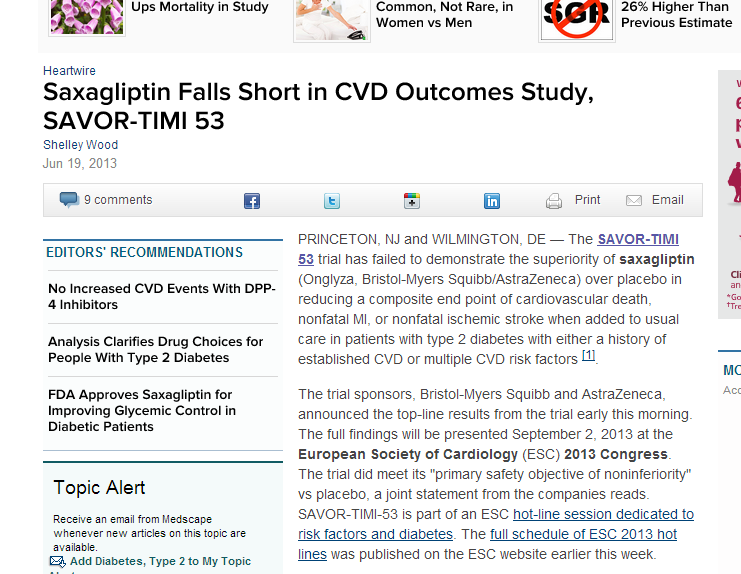 Ups Mortality in Study
Common, Not Rare, in
Women vs Men
SGR
26% Higher Than
Previous Estimate
Heartwire
Saxagliptin Falls Short in CVD Outcomes Study,
SAVOR-TIMI 53
Shelley Wood
Jun 19, 2013
9 comments
Print
Email
EDITORS' RECOMMENDATIONS
No Increased CVD Events With DPP-
4 Inhibitors
Analysis Clarifies Drug Choices for
People With Type 2 Diabetes
FDA Approves Saxagliptin for
Improving Glycemic Control in
Diabetic Patients
Topic Alert
Receive an email from Medscape
whenever new articles on this topic are
available.
Add Diabetes, Type 2 to My Topic
PRINCETON, NJ and WILMINGTON, DE — The SAVOR-TIMI
53 trial has failed to demonstrate the superiority of saxagliptin
(Onglyza, Bristol-Myers Squibb/AstraZeneca) over placebo in
reducing a composite end point of cardiovascular death,
nonfatal MI, or nonfatal ischemic stroke when added to usual
care in patients with type 2 diabetes with either a history of
established CVD or multiple CVD risk factors [1].
The trial sponsors, Bristol-Myers Squibb and AstraZeneca,
announced the top-line results from the trial early this morning.
The full findings will be presented September 2, 2013 at the
European Society of Cardiology (ESC) 2013 Congress.
The trial did meet its "primary safety objective of noninferiority"
vs placebo, a joint statement from the companies reads.
SAVOR-TIMI-53 is part of an ESC hot-line session dedicated to
risk factors and diabetes. The full schedule of ESC 2013 hot
lines was published on the ESC website earlier this week.